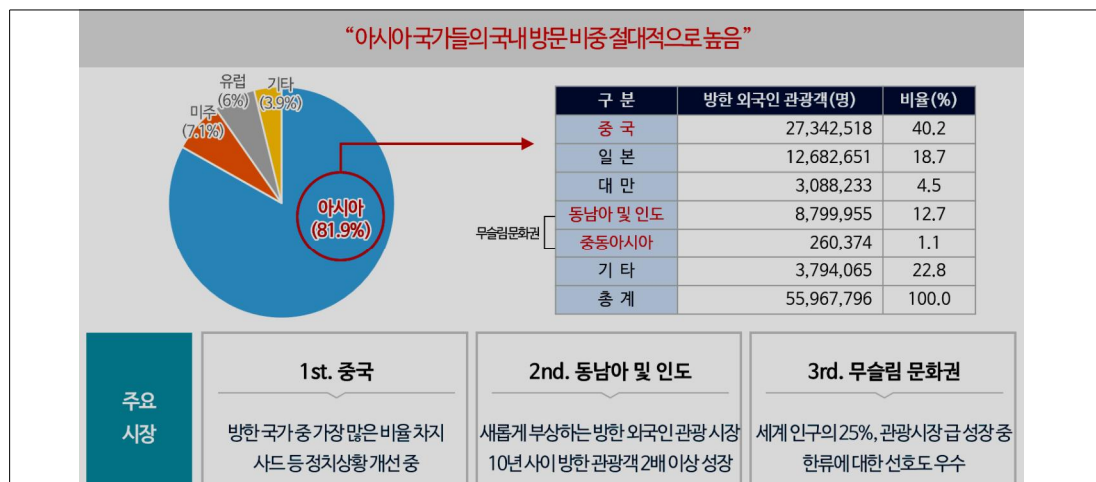 “아시아 국가들의 국내 방문 비중 절대적으로 높음”
유럽
(6%)
기타
(3.9%)
미주
(7.1%)
아시아
(81.9%)
구 분 방한 외국인 관광객(명) 비율(%)
중 국 27,342,518 40.2
일 본 12,682,651 18.7
대 만 3,088,233 4.5
무슬림문화권
동남아 및 인도 8,799,955 12.7
중동아시아 260,374 1.1
기 타 3,794,065 22.8
총 계 55,967,796 100.0
주요
시장
1st. 중국
방한 국가 중 가장 많은 비율 차지
사드 등 정치상황 개선 중
2nd. 동남아 및 인도
새롭게 부상하는 방한 외국인 관광 시장
10년 사이 방한 관광객 2배 이상 성장
3rd. 무슬림 문화권
세계 인구의 25%, 관광시장 급 성장 중
한류에 대한 선호도 우수